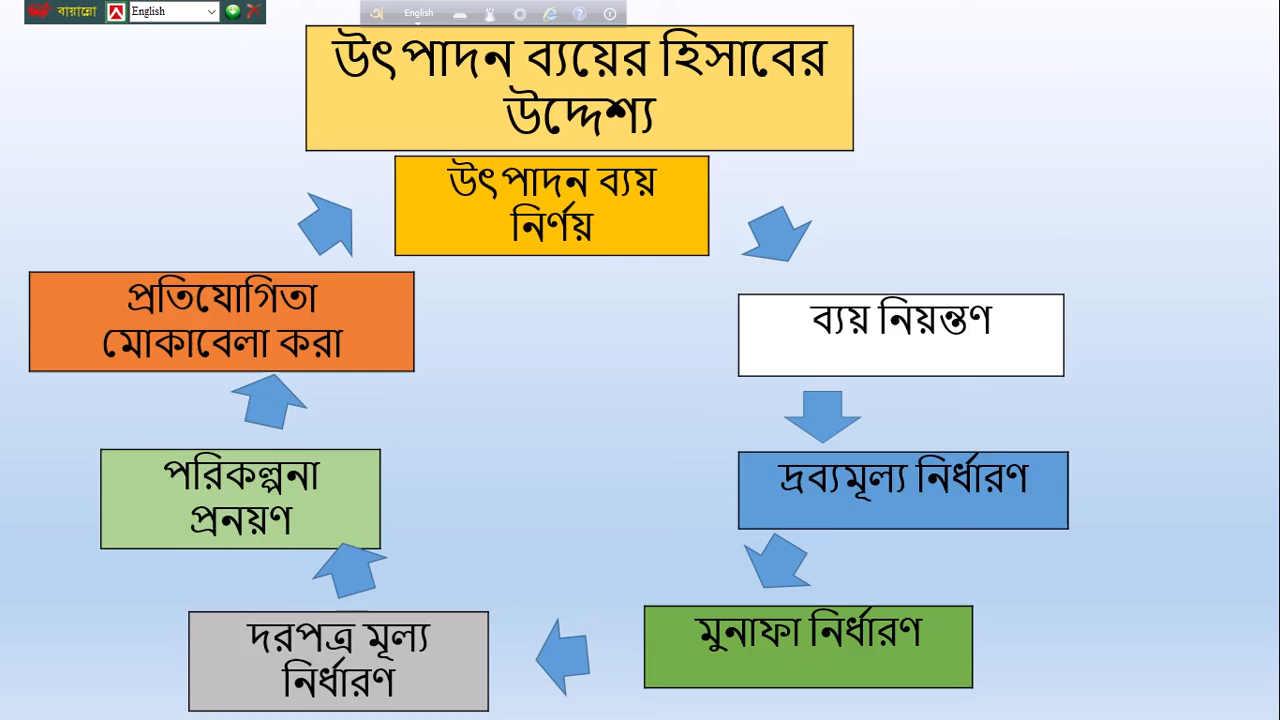 বায়ান্নো
English
English
উৎপাদন ব্যয়ের হিসাবের
উদ্দেশ্য
উৎপাদন ব্যয়
নির্ণয়
ব্যয় নিয়ন্তণ
দ্রব্যমূল্য নির্ধারণ
মুনাফা নির্ধারণ
দরপত্র মূল্য
নির্ধারণ
পরিকল্পনা
প্রনয়ণ
প্রতিযোগিতা
মোকাবেলা করা